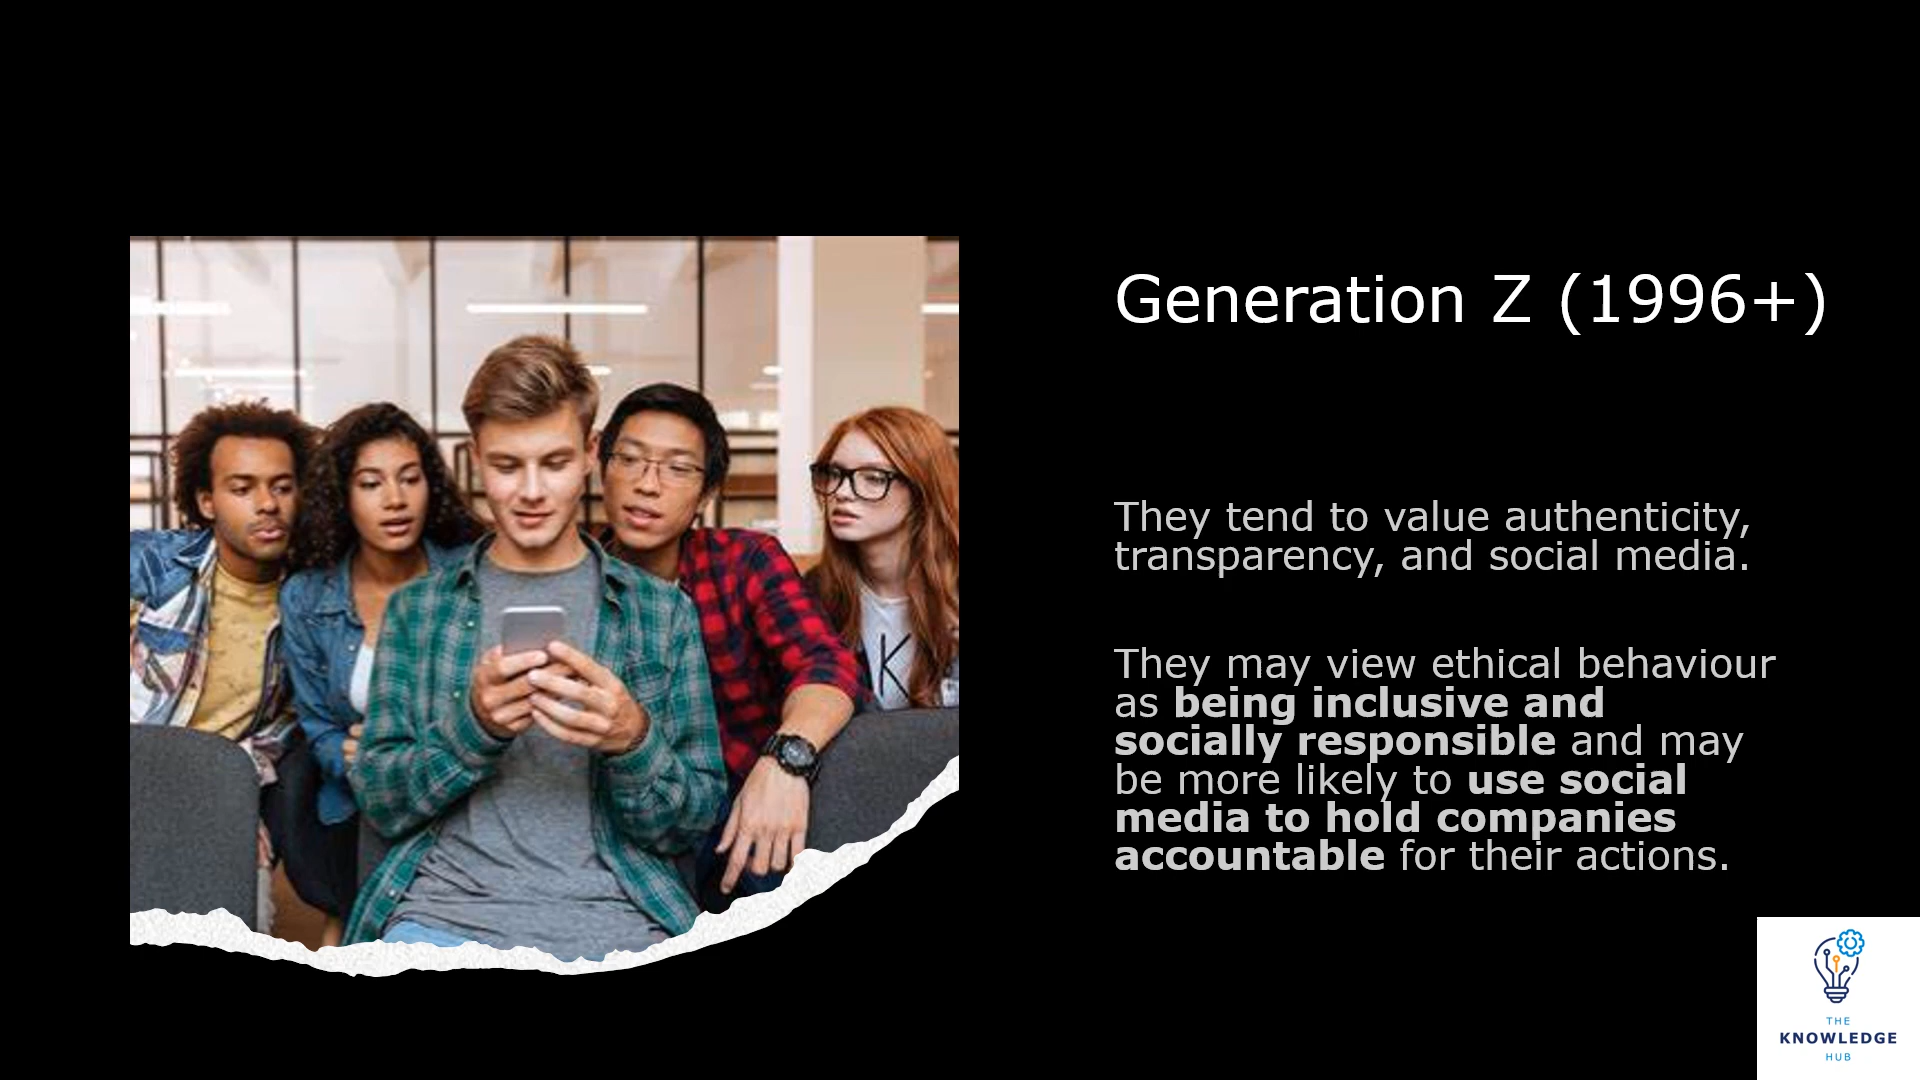 Generation Z (1996+)
They tend to value authenticity,
transparency, and social media.
They may view ethical behaviour
as being inclusive and
socially responsible and may
be more likely to use social
media to hold companies
accountable for their actions.
K
THE
KNOWLEDGE
HUB